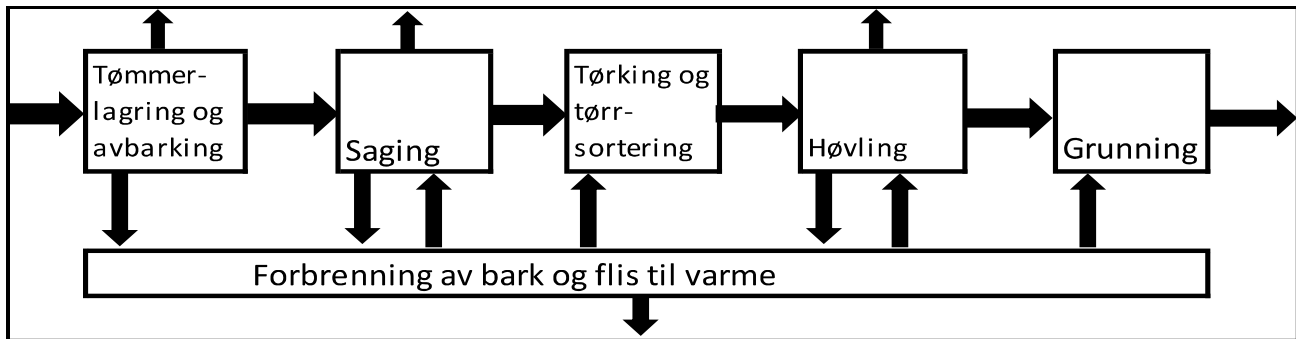 Tømmer-
lagring og
avbarking
Saging
Tørking og
tørr-
sortering
Høvling
Grunning
Forbrenning av bark og flis til varme